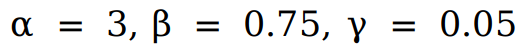 α = 3, β = 0.75, γ = 0.05